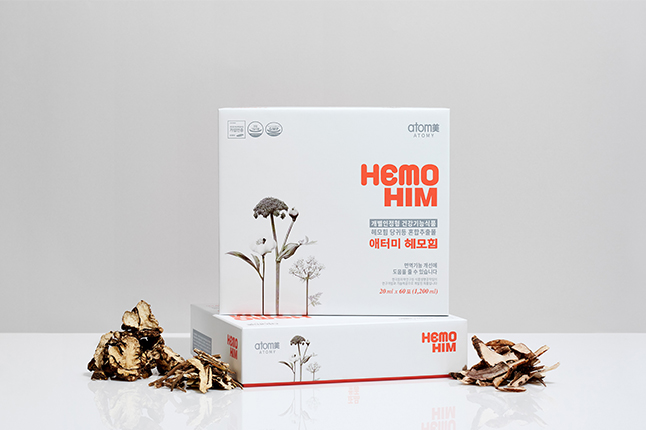 atom美
ATOMY
HEMO
HIM
개별인정형 건강기능식품
헤모힘 당귀등 혼합추출물
애터미 헤모힘
면역기능 개선에
도움을 줄 수 있습니다
20 ml x 60 포 (1,200 ml)
atom美
ATOMY
HEMO
HIM